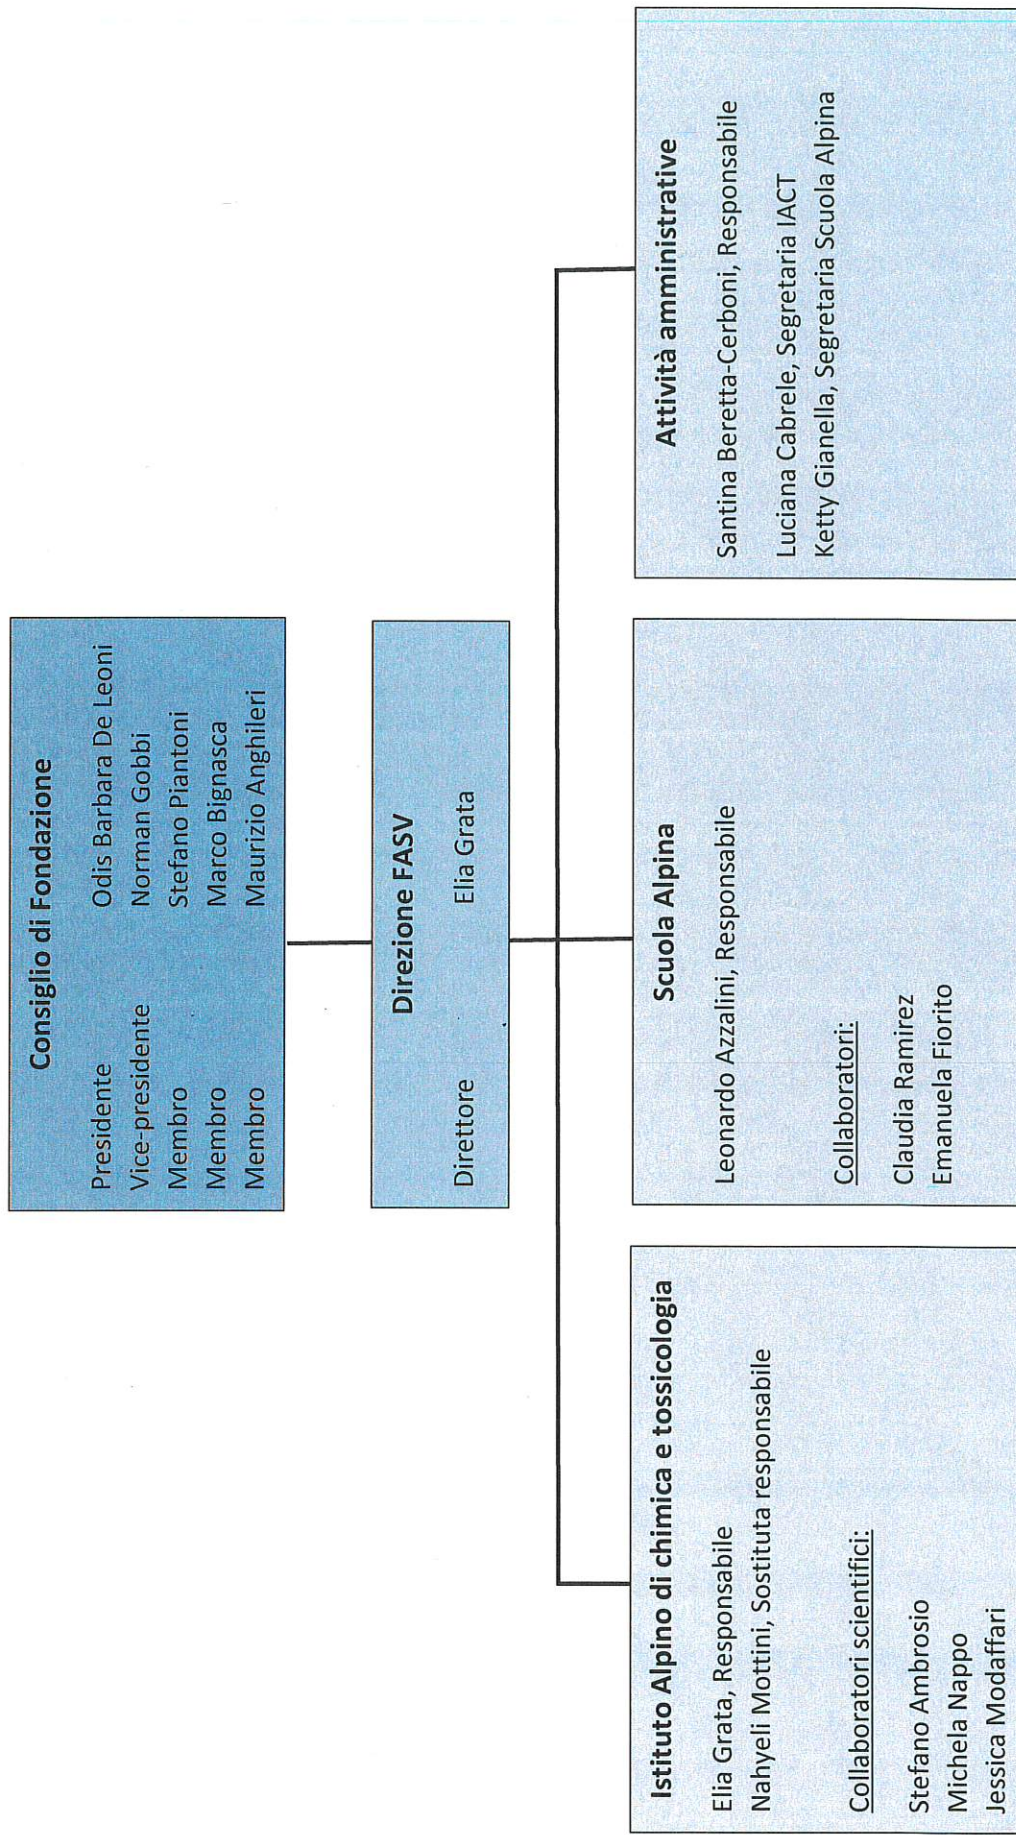 Consiglio di Fondazione
Presidente Odis Barbara De Leoni
Vice-presidente Norman Gobbi
Membro Stefano Piantoni
Membro Marco Bignasca
Membro Maurizio Anghileri
Direzione FASV
Direttore Elia Grata
Istituto Alpino di chimica e tossicologia
Elia Grata, Responsabile
Nahyeli Mottini, Sostituta responsabile
Collaboratori scientifici:
Stefano Ambrosio
Michela Nappo
Jessica Modaffari
Scuola Alpina
Leonardo Azzalini, Responsabile
Collaboratori:
Claudia Ramirez
Emanuela Fiorito
Attività amministrative
Santina Beretta-Cerboni, Responsabile
Luciana Cabrele, Segretaria IACT
Ketty Gianella, Segretaria Scuola Alpina